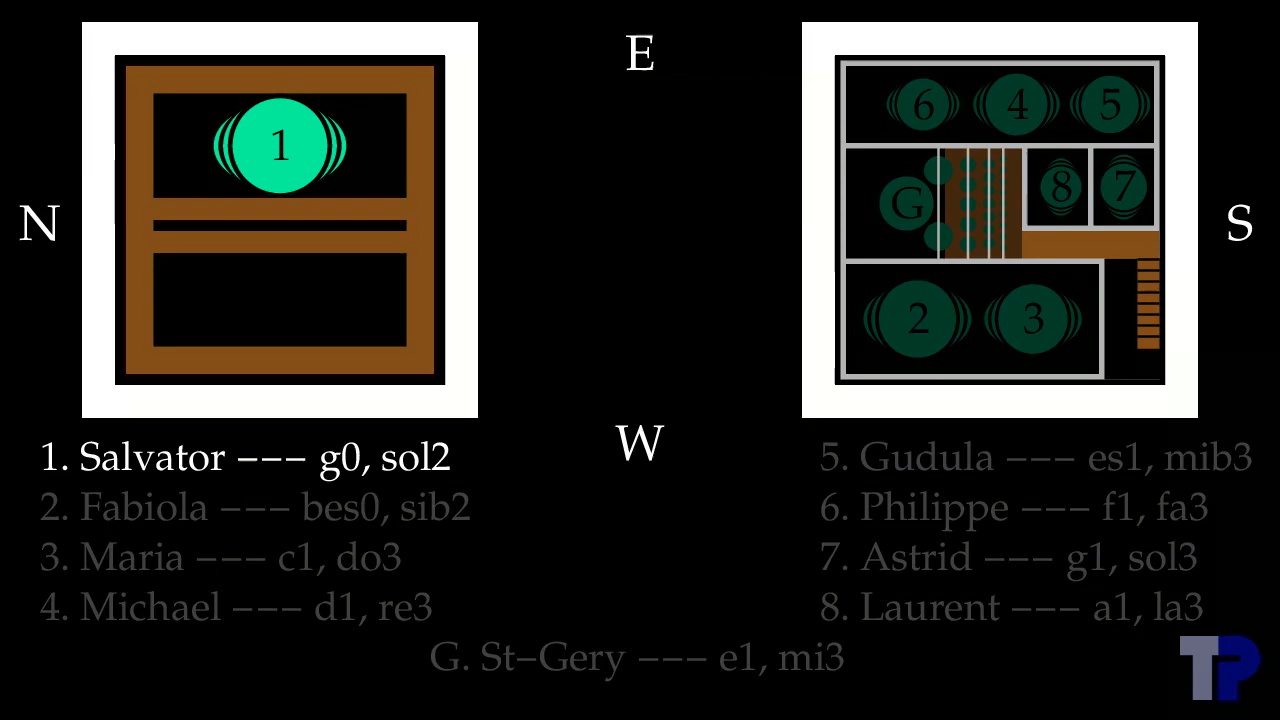 E
1
6 4 5
8 7
G
N
S
2 3
W
1. Salvator --- g0, sol2
2. Fabiola --- bes0, sib2
3. Maria --- c1, do3
4. Michael --- d1, re3
5. Gudula --- es1, mib3
6. Philippe --- f1, fa3
7. Astrid --- g1, sol3
8. Laurent --- a1, la3
G. St-Gery --- e1, mi3
TP